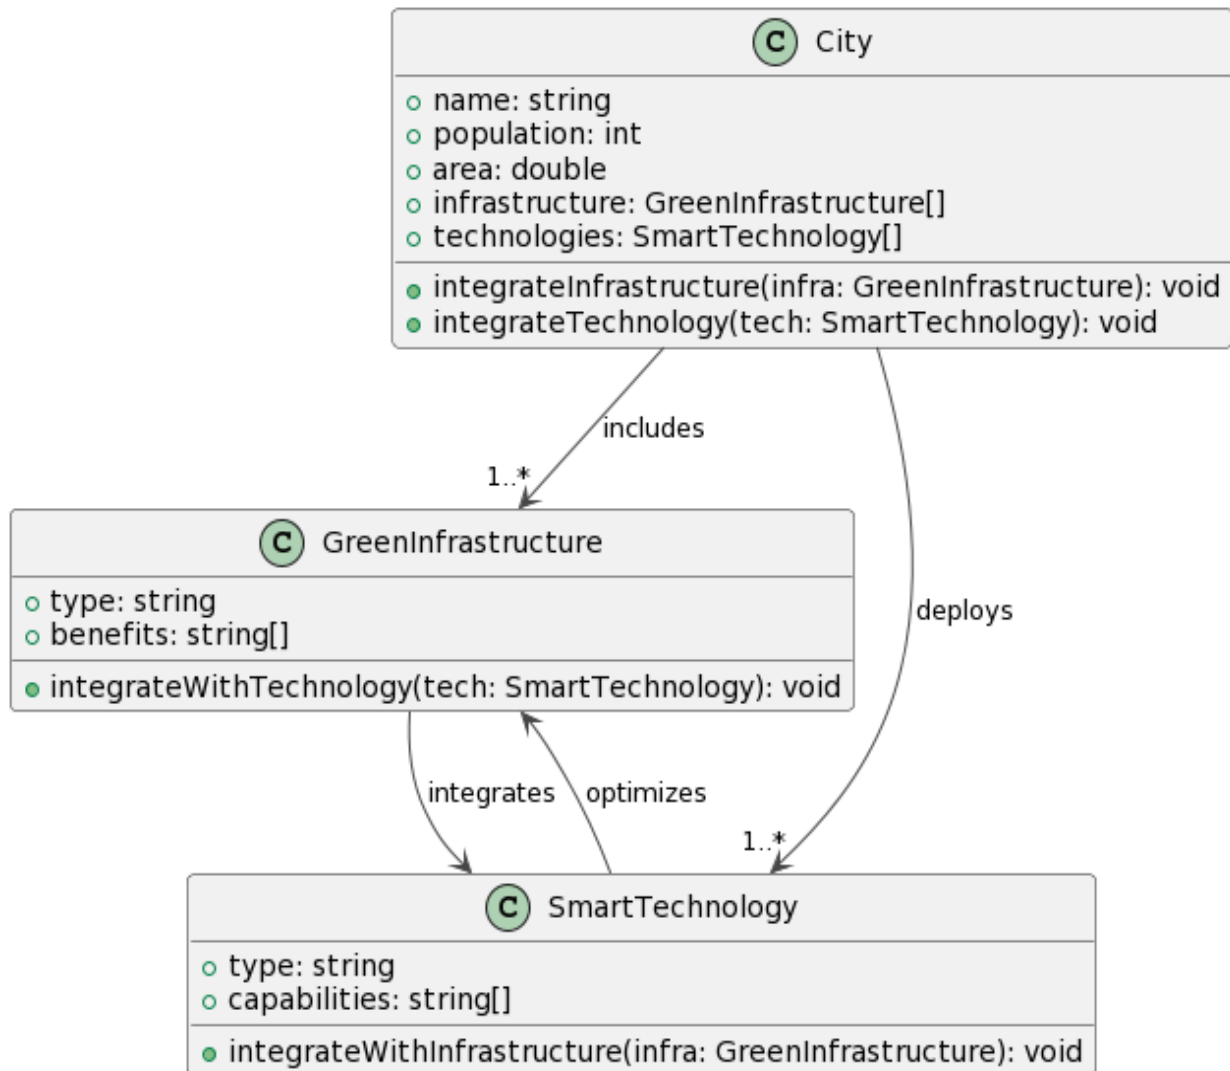 C City
name: string
population: int
area: double
infrastructure: GreenInfrastructure[]
technologies: SmartTechnology[]
integrateInfrastructure(infra: GreenInfrastructure): void
integrateTechnology(tech: SmartTechnology): void
includes
1..*
C GreenInfrastructure
type: string
benefits: string[]
integrateWithTechnology(tech: SmartTechnology): void
deploys
integrates
optimizes
1..*
C SmartTechnology
type: string
capabilities: string[]
integrateWithInfrastructure(infra: GreenInfrastructure): void